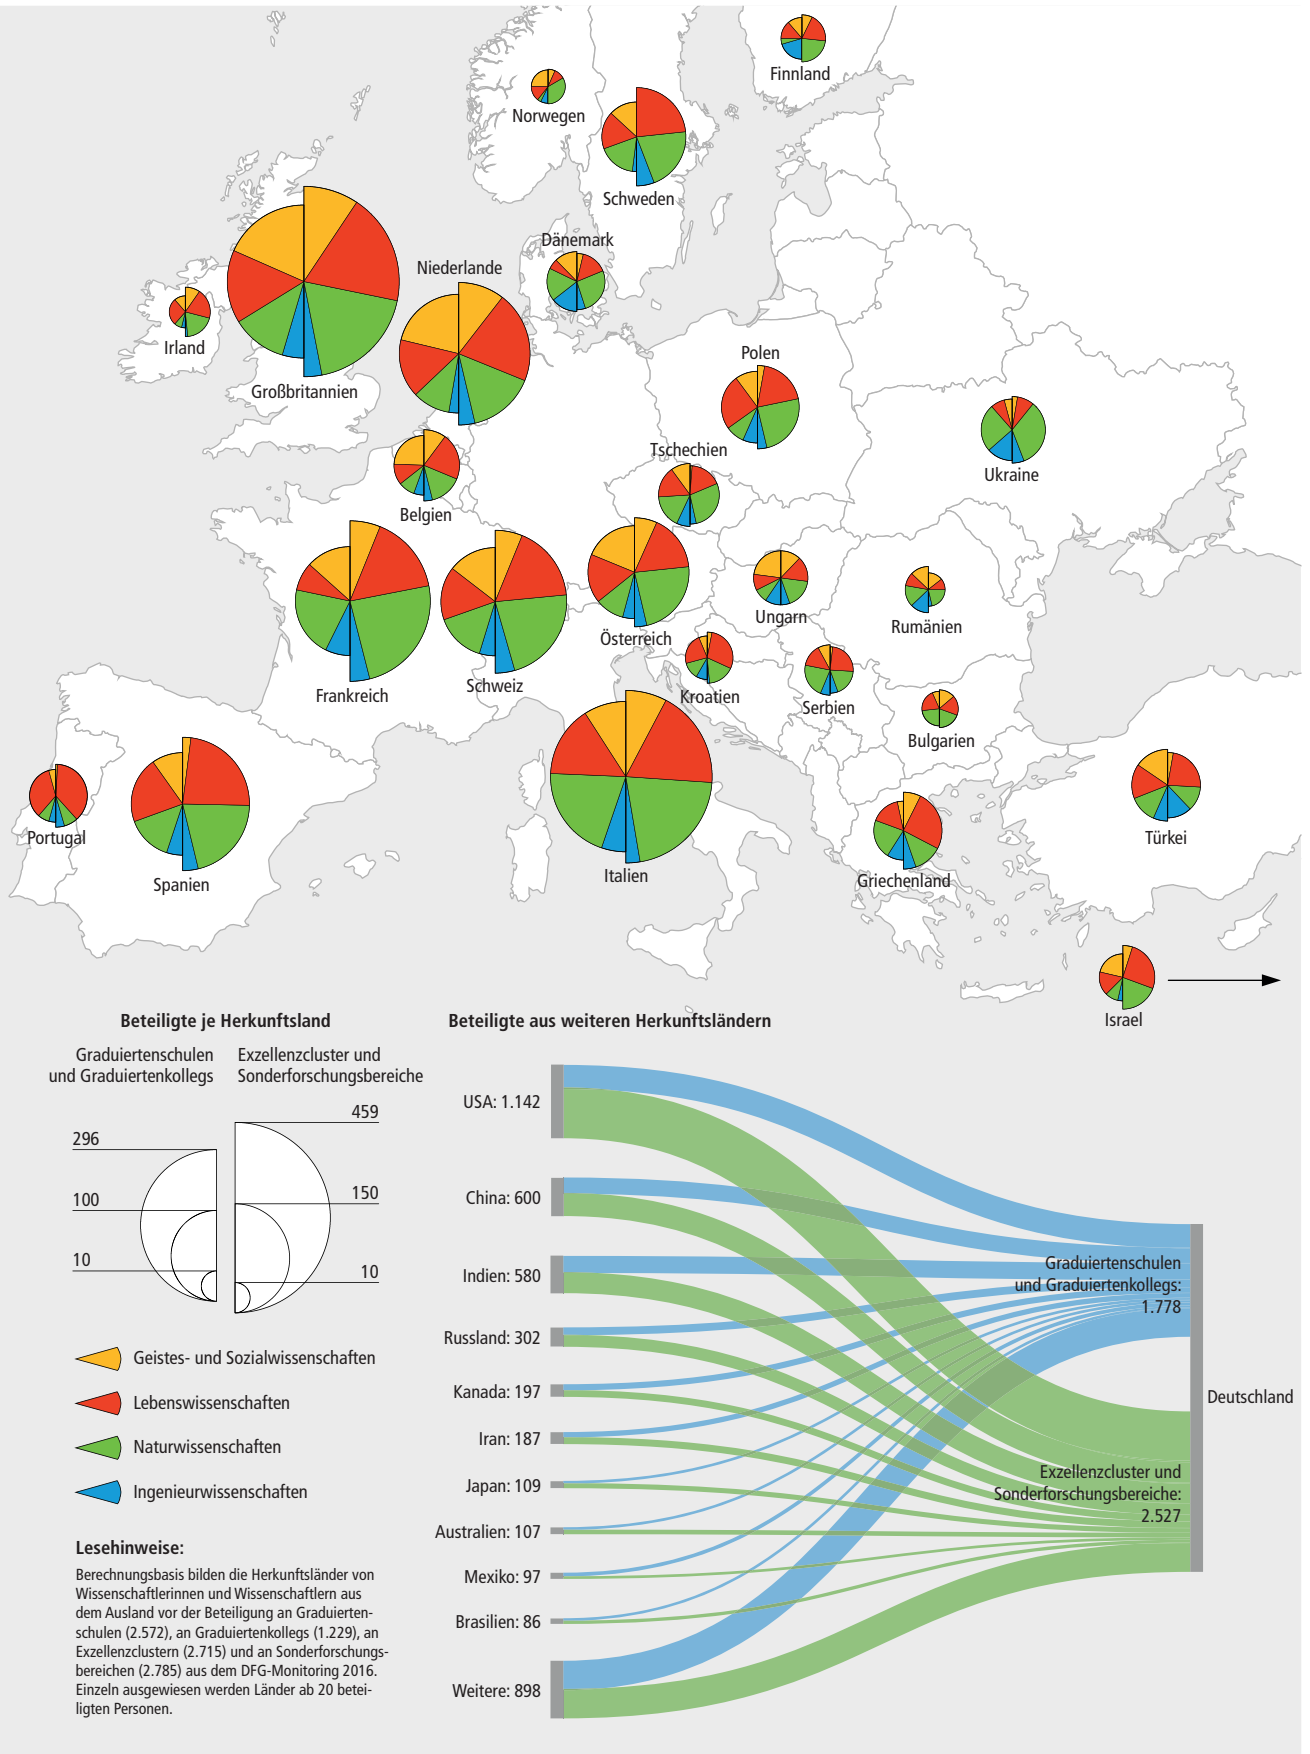 Finnland
Norwegen
Schweden
Dänemark
Niederlande
Irland
Großbritannien
Polen
Tschechien
Ukraine
Belgien
Ungarn
Rumänien
Österreich
Frankreich
Schweiz
Kroatien
Serbien
Bulgarien
Portugal
Spanien
Italien
Griechenland
Türkei
Israel
Beteiligte je Herkunftsland
Graduiertenschulen
und Graduiertenkollegs
Exzellenzcluster und
Sonderforschungsbereiche
296
100
10
459
150
10
Geistes- und Sozialwissenschaften
Lebenswissenschaften
Naturwissenschaften
Ingenieurwissenschaften
Lesehinweise:
Berechnungsbasis bilden die Herkunftsländer von
Wissenschaftlerinnen und Wissenschaftlern aus
dem Ausland vor der Beteiligung an Graduierten-
schulen (2.572), an Graduiertenkollegs (1.229), an
Exzellenzclustern (2.715) und an Sonderforschungs-
bereichen (2.785) aus dem DFG-Monitoring 2016.
Einzeln ausgewiesen werden Länder ab 20 betei-
ligten Personen.
Beteiligte aus weiteren Herkunftsländern
USA: 1.142
China: 600
Indien: 580
Russland: 302
Kanada: 197
Iran: 187
Japan: 109
Australien: 107
Mexiko: 97
Brasilien: 86
Weitere: 898
Graduiertenschulen
und Graduiertenkollegs:
1.778
Deutschland
Exzellenzcluster und
Sonderforschungsbereiche:
2.527